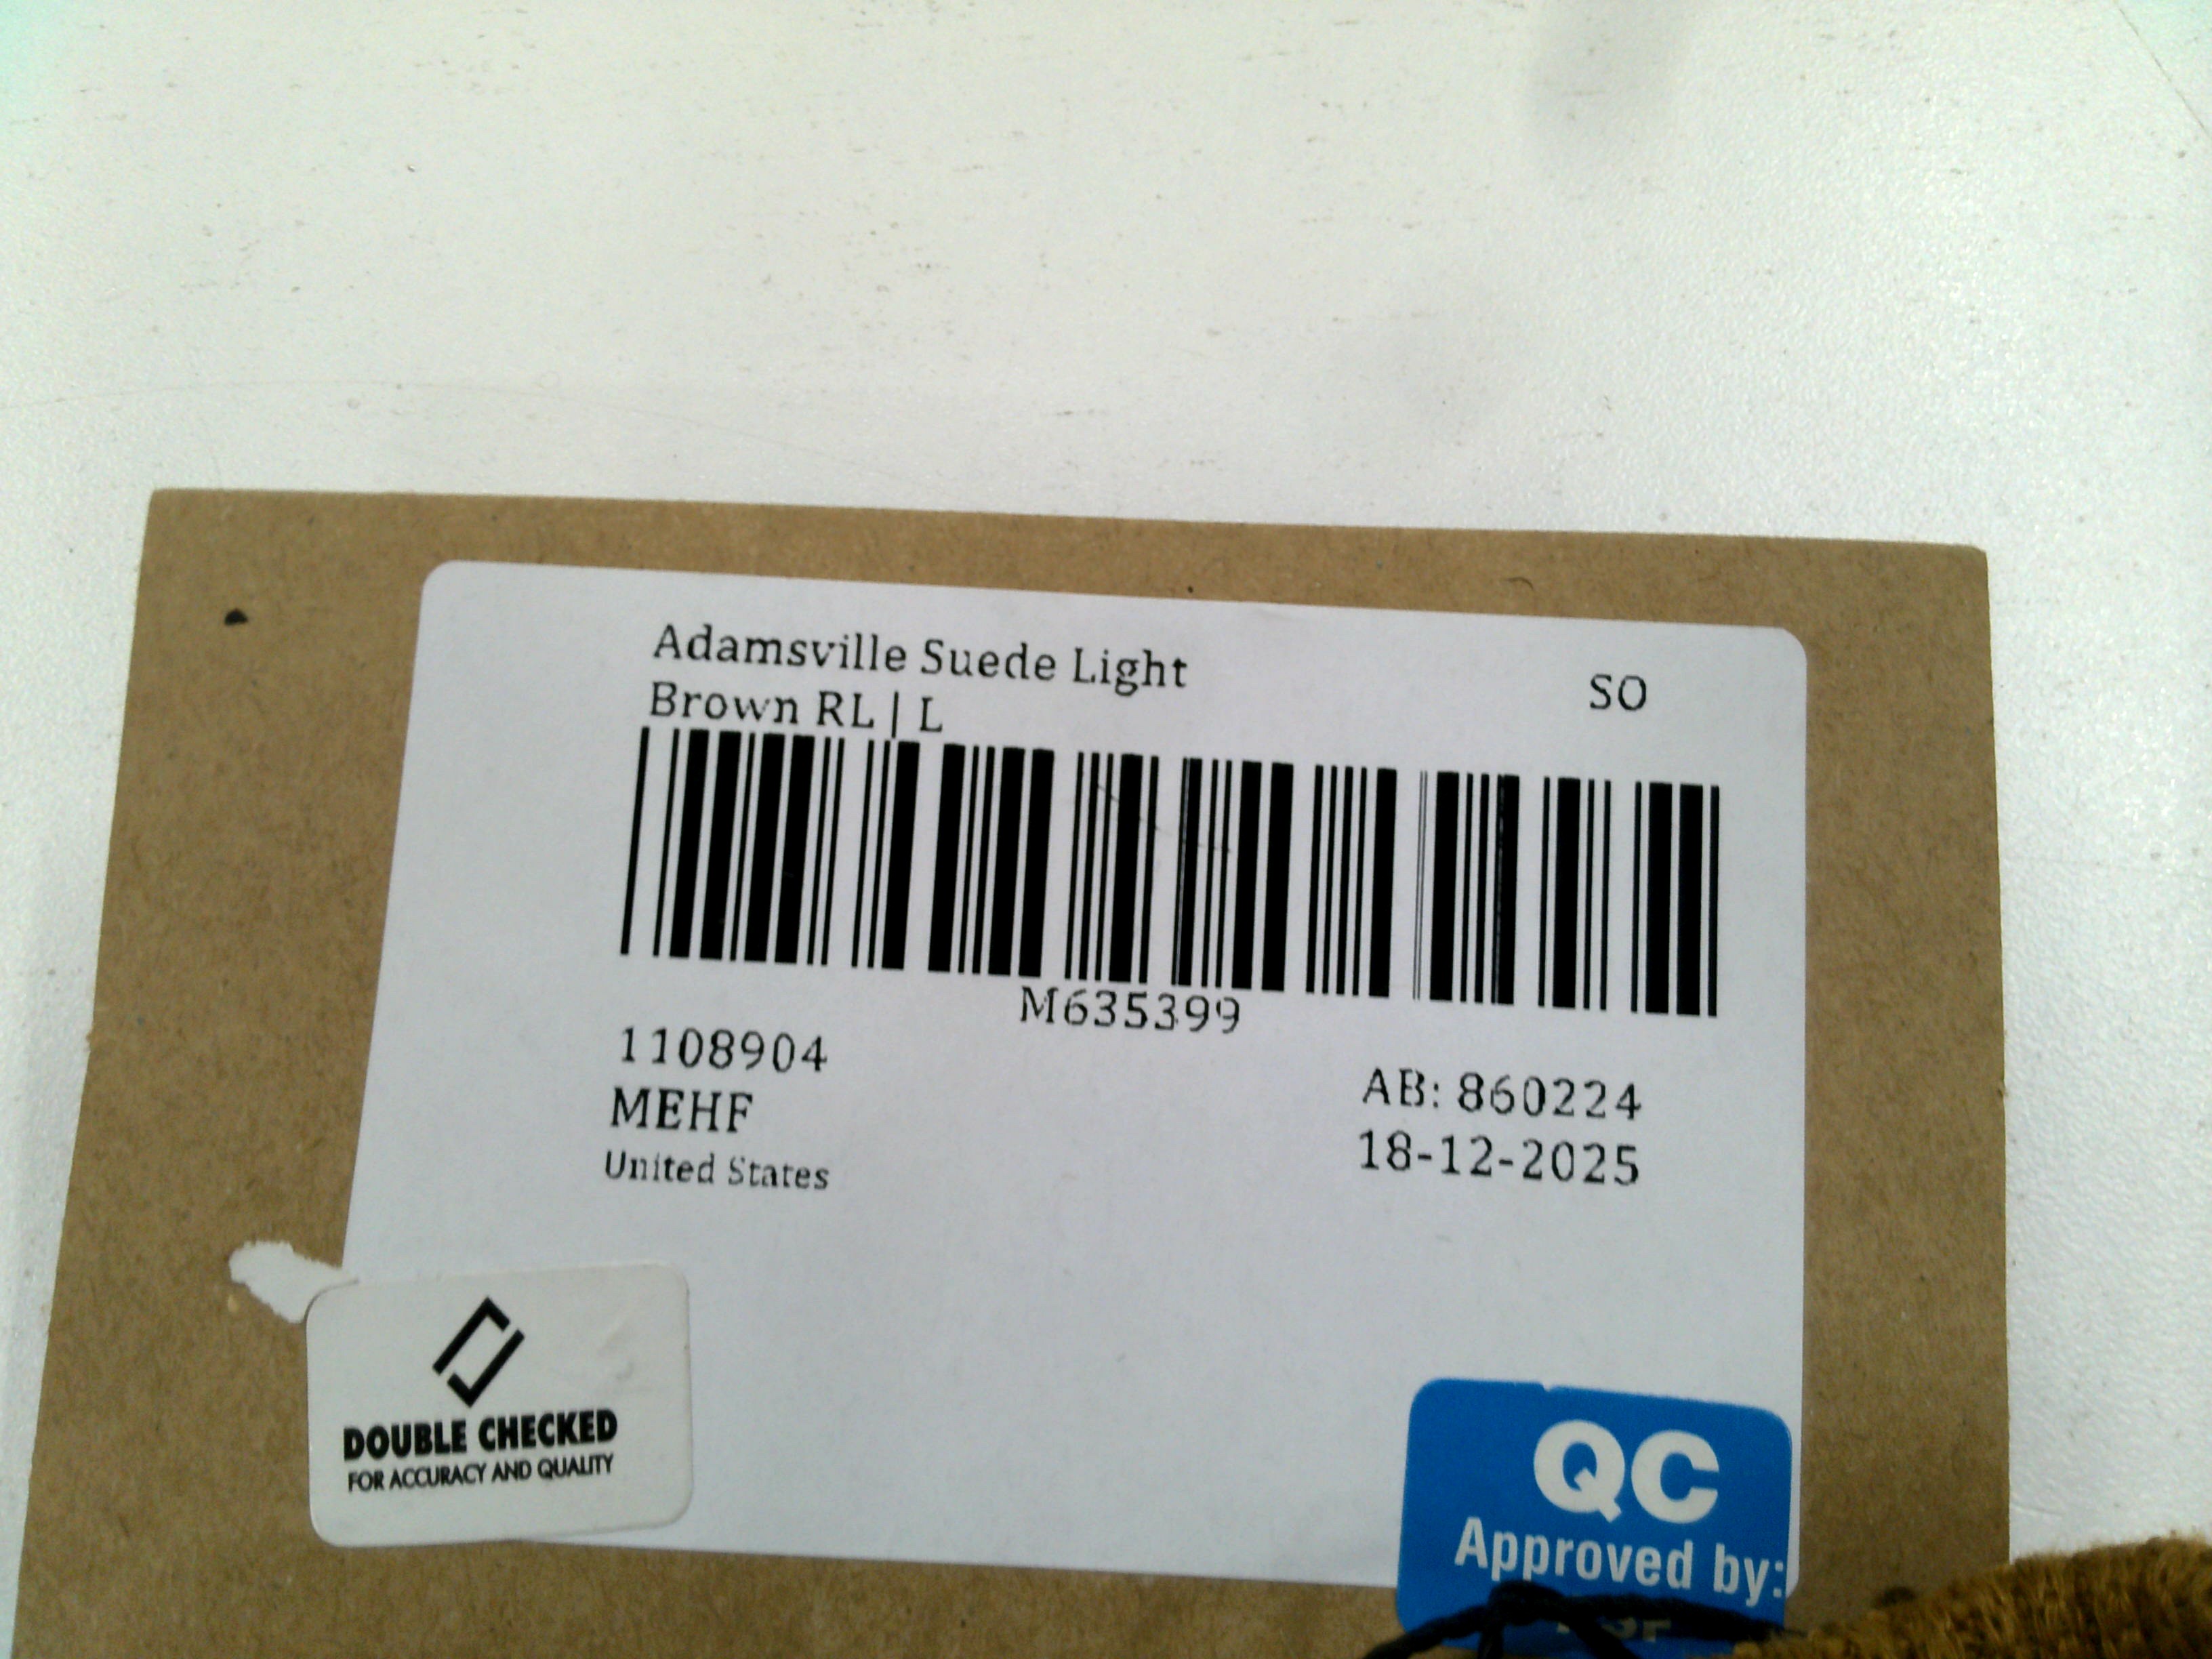 Adamsville Suede Light
Brown RL | L
SO
M635399
1108904
MEHF
United States
AB: 860224
18-12-2025
DOUBLE CHECKED
FOR ACCURACY AND QUALITY
QC
Approved by: